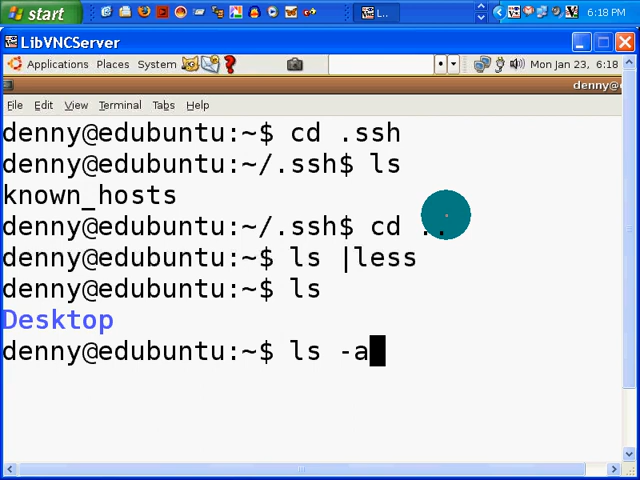 start
L..
6:18 PM
LibVNCServer
Applications Places System
Mon Jan 23, 6:18
denny@
File Edit View Terminal Tabs Help
denny@edubuntu:~$ cd .ssh
denny@edubuntu:~/.ssh$ ls
known_hosts
denny@edubuntu:~/.ssh$ cd ..
denny@edubuntu:~$ ls |less
denny@edubuntu:~$ ls
Desktop
denny@edubuntu:~$ ls -a